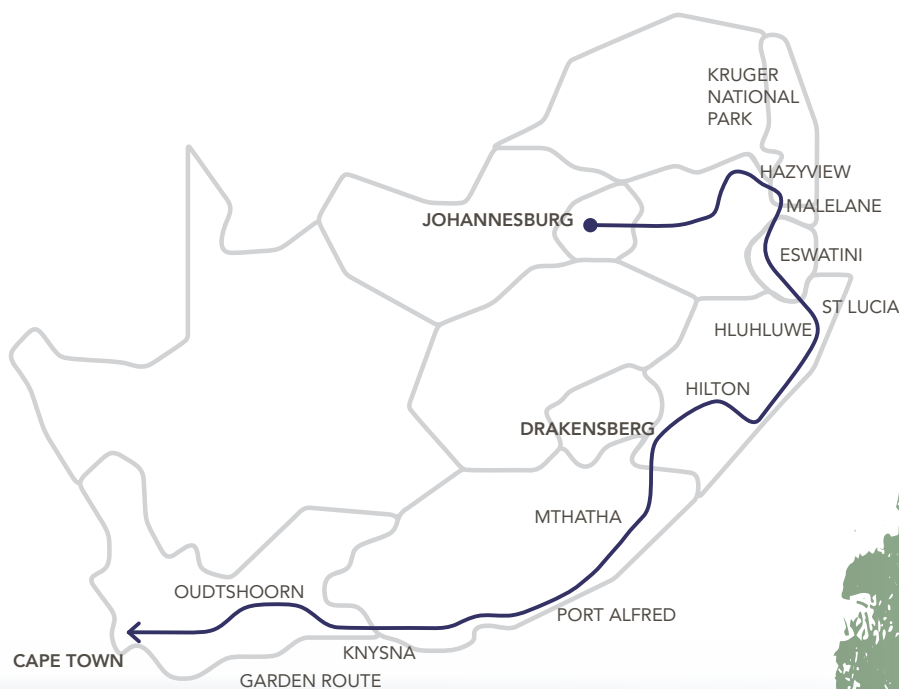 KRUGER
NATIONAL
PARK
HAZYVIEW
MALELANE
JOHANNESBURG
ESWATINI
ST LUCIA
HLUHLUWE
HILTON
DRAKENSBERG
MTHATHA
OUDTSHOORN
PORT ALFRED
KNYSNA
CAPE TOWN
GARDEN ROUTE